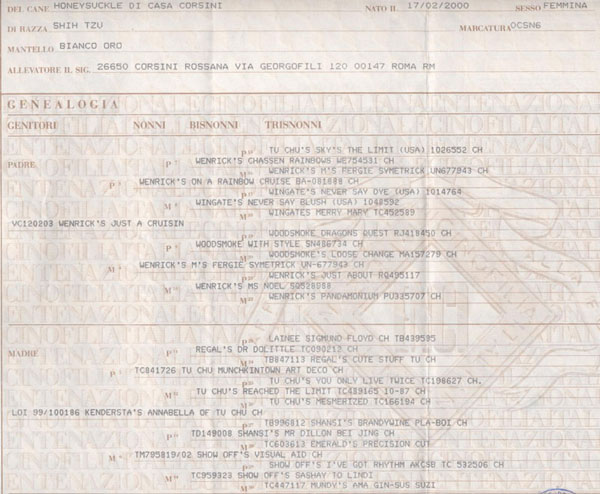 DEL CANE HONEYSUCKLE DI CASA CORSINI NATO IL 17/02/2000 SESSO FEMMINA
DI RAZZA SHIH TZU MARCATURA OCSN6
MANTELLO BIANCO ORO
ALLEVATORE IL SIG. 26650 CORSINI ROSSANA VIA GEORGOFILI 120 00147 ROMA RM
GENEALOGIA
GENITORI NONNI BISNONNI TRISNONNI
TU CHU'S SKY'S THE LIMIT (USA) 1026552 CH
PADRE P WENRICK'S CHASSEN RAINBOWS WE754531 CH
WENRICK'S M'S FERGIE SYMETRICK UN677943 CH
P WENRICK'S ON A RAINBOW CRUISE BA-081688 CH
WINGATE'S NEVER SAY DYE (USA) 1014764
M WINGATE'S NEVER SAY BLUSH (USA) 1048592
WINGATES MERRY MARY TC452589
VC120203 WENRICK'S JUST A CRUISIN
WOODSMOKE DRAGONS QUEST RJ418450 CH
P WOODSMOKE WITH STYLE SN486734 CH
WOODSMOKE'S LOOSE CHANGE MA157279 CH
M WENRICK'S M'S FERGIE SYMETRICK UN-677943 CH
P WENRICK'S JUST ABOUT RQ495117
M WENRICK'S MS NOEL SQ528088
M WENRICK'S PANDAMONIUM PU335707 CH
LAINEE SIGMUND FLOYD CH TB439595
MADRE P REGAL'S DR DOLITTLE TC090213 CH
M TB847113 REGAL'S CUTE STUFF TU CH
P TC841726 TU CHU MUNCHKINTOWN ART DECO CH
P TU CHU'S YOU ONLY LIVE TWICE TC198627 CH.
M TU CHU'S REACHED THE LIMIT TC489165 10-87 CH
M TU CHU'S MESMERIZED TC166194 CH
LOI 99/100186 KENDERSTA'S ANNABELLA OF TU CHU CH
TB996812 SHANSI'S BRANDYWINE PLA-BOI CH
P TD149008 SHANSI'S MR DILLON BEI JING CH
M TC603613 EMERALD'S PRECISION CUT
M TM785819/02 SHOW OFF'S VISUAL AID CH
P SHOW OFF'S I'VE GOT RHYTHM AKCSB TC 532506 CH
M TC959323 SHOW OFF'S SASHAY TO LINDI
M TC447117 MUNDY'S AMA GIN-SUS SUZI